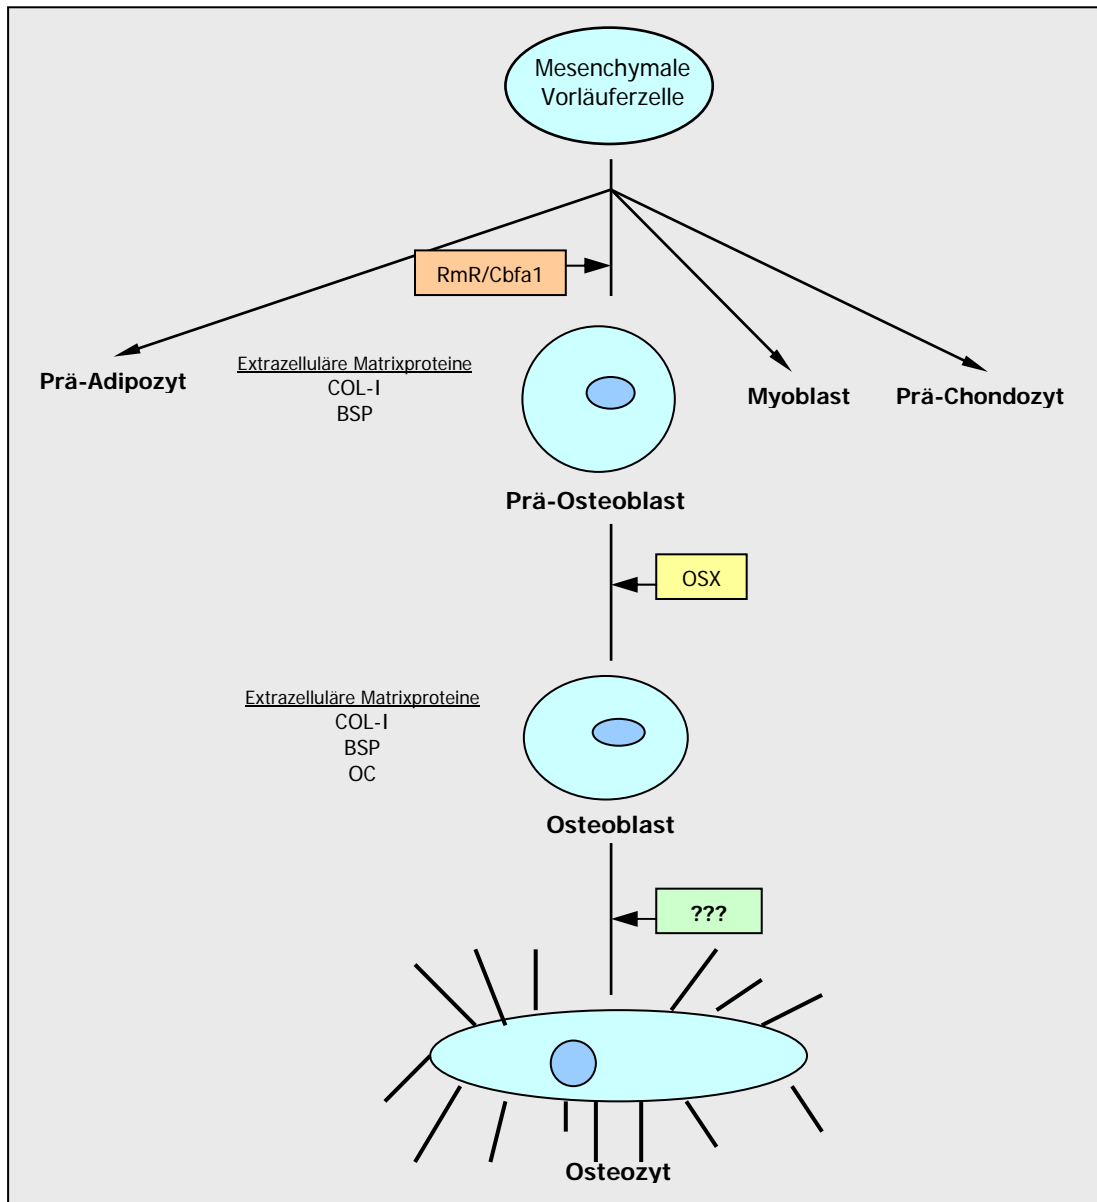 Mesenchymale
Vorläuferzelle
RmR/Cbfa1
Extrazelluläre Matrixproteine
COL-I
BSP
Prä-Adipozyt
Myoblast
Prä-Chondozyt
Prä-Osteoblast
OSX
Extrazelluläre Matrixproteine
COL-I
BSP
OC
Osteoblast
???
Osteozyt